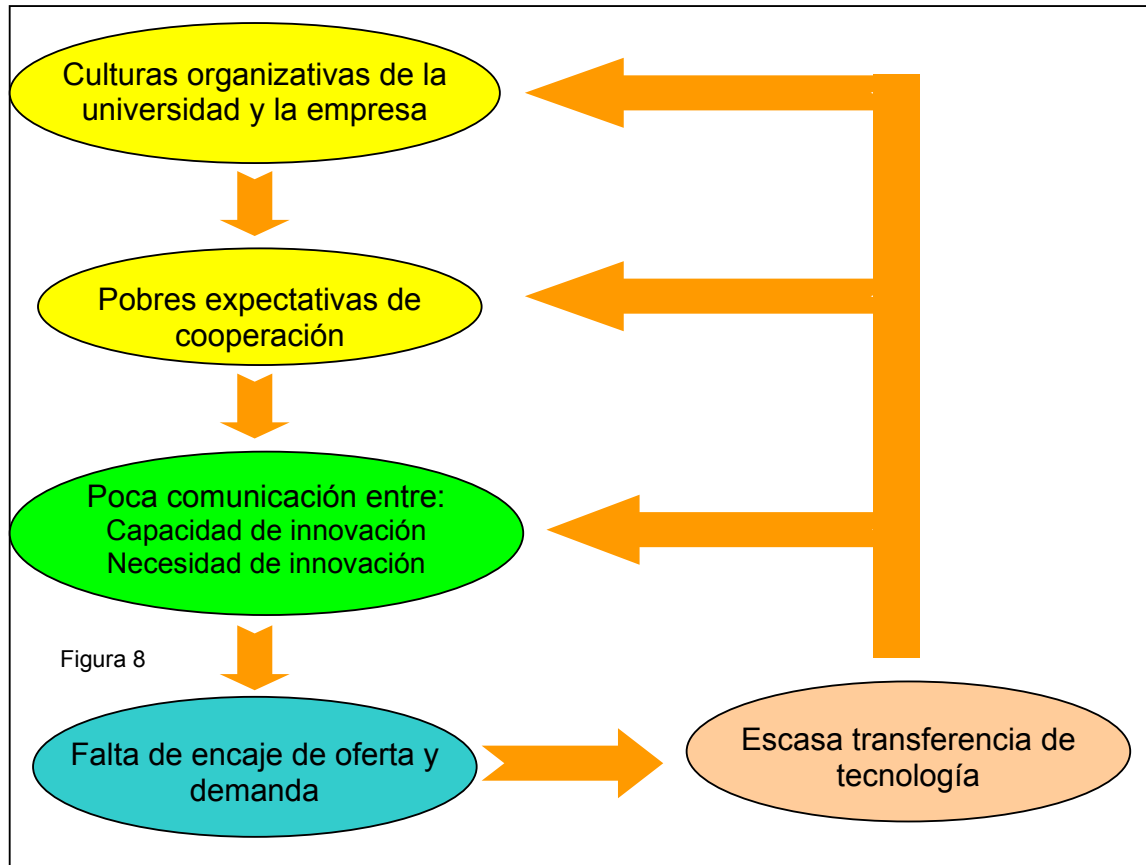 Culturas organizativas de la
universidad y la empresa
Pobres expectativas de
cooperación
Poca comunicación entre:
Capacidad de innovación
Necesidad de innovación
Figura 8
Falta de encaje de oferta y
demanda
Escasa transferencia de
tecnología